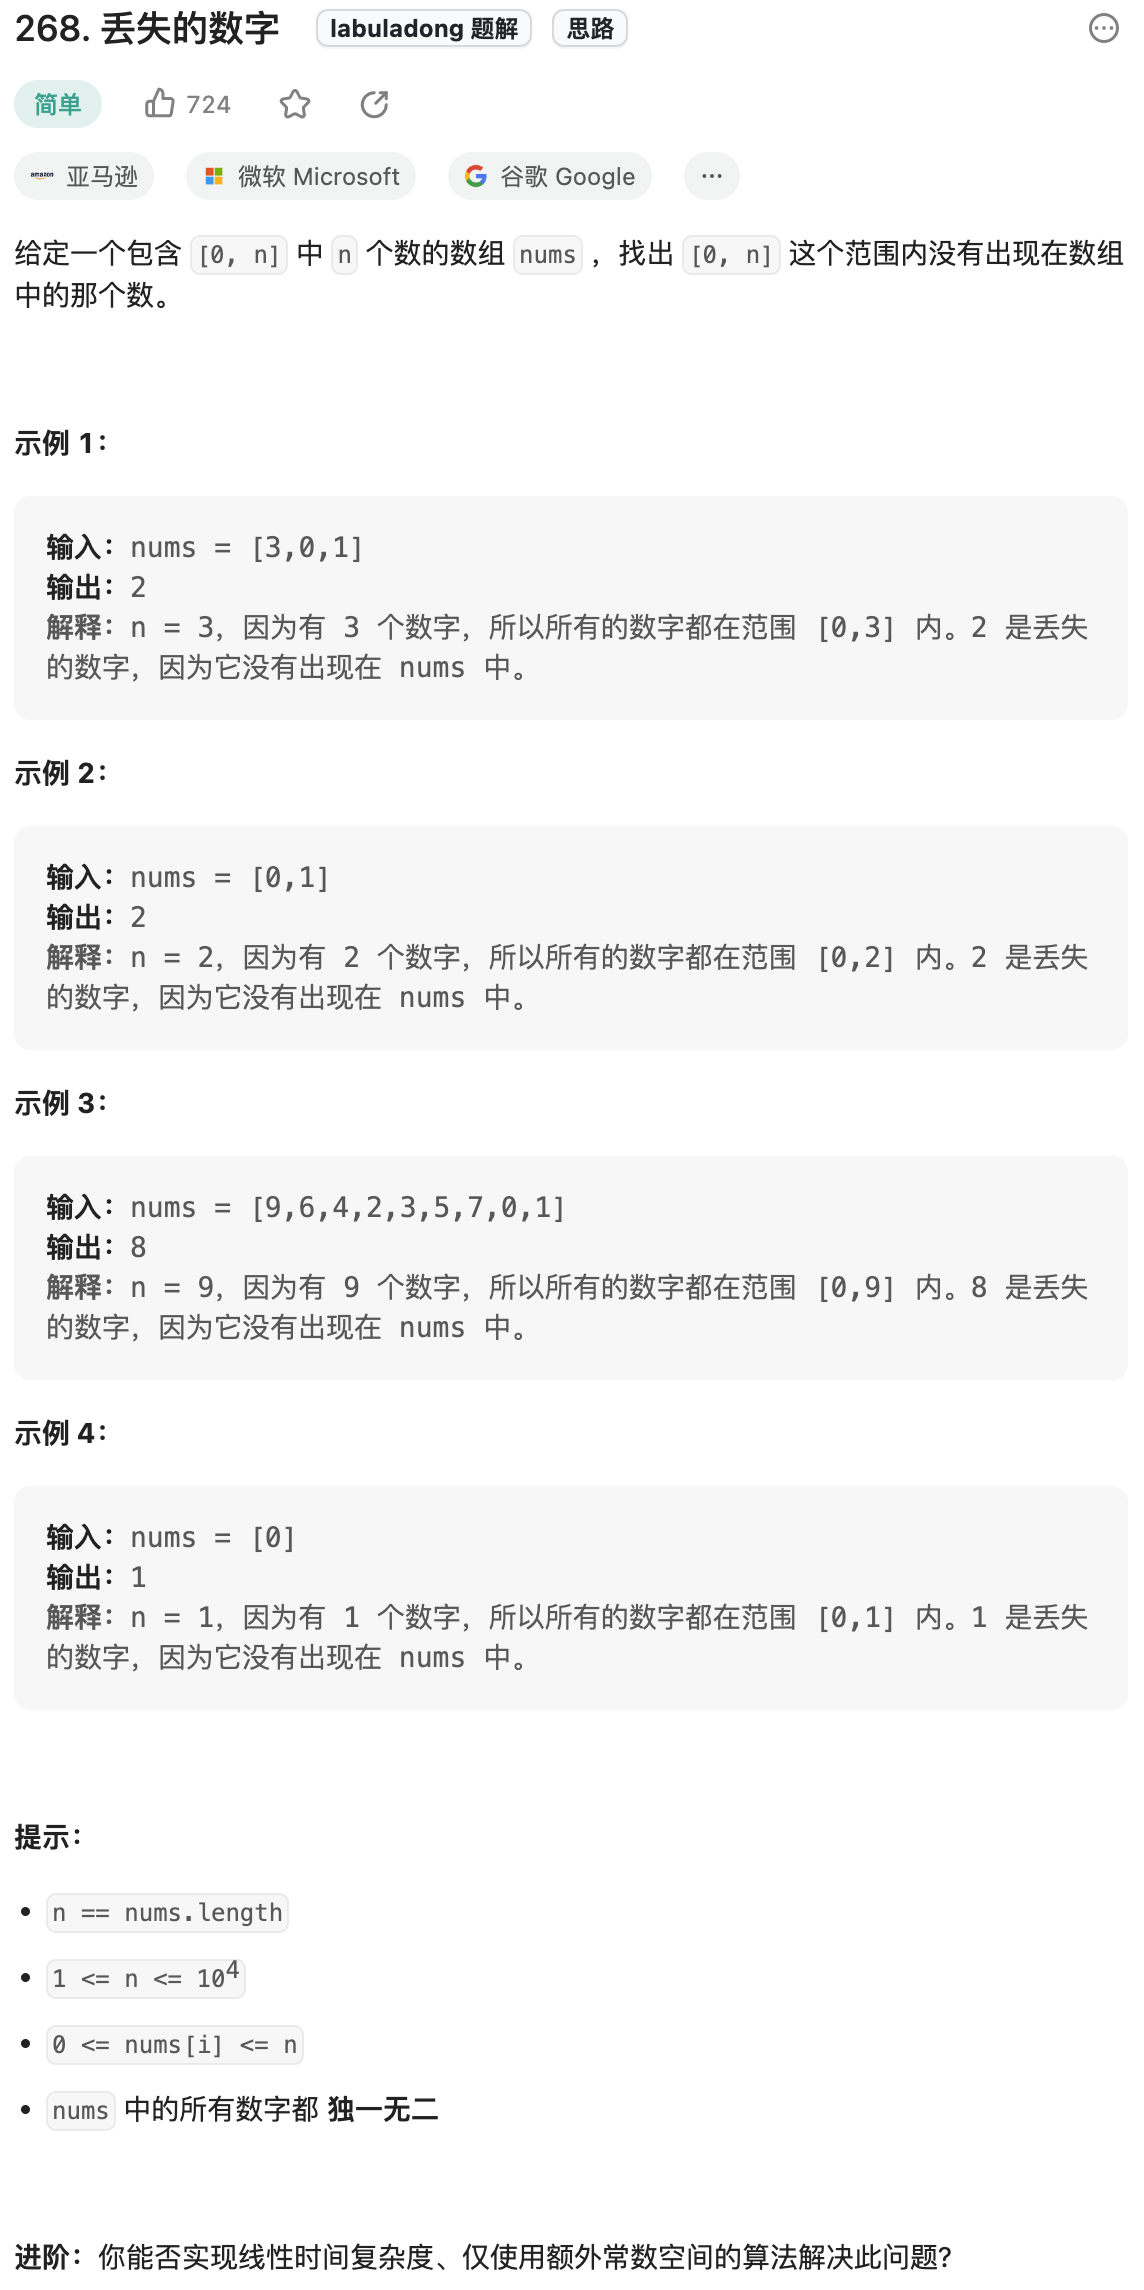 268. 丢失的数字 labuladong 题解 思路
简单 724
amazon 亚马逊 微软 Microsoft 谷歌 Google ...
给定一个包含 [0, n] 中 n 个数的数组 nums ，找出 [0, n] 这个范围内没有出现在数组
中的那个数。
示例 1：
输入：nums = [3,0,1]
输出：2
解释：n = 3，因为有 3 个数字，所以所有的数字都在范围 [0,3] 内。2 是丢失
的数字，因为它没有出现在 nums 中。
示例 2：
输入：nums = [0,1]
输出：2
解释：n = 2，因为有 2 个数字，所以所有的数字都在范围 [0,2] 内。2 是丢失
的数字，因为它没有出现在 nums 中。
示例 3：
输入：nums = [9,6,4,2,3,5,7,0,1]
输出：8
解释：n = 9，因为有 9 个数字，所以所有的数字都在范围 [0,9] 内。8 是丢失
的数字，因为它没有出现在 nums 中。
示例 4：
输入：nums = [0]
输出：1
解释：n = 1，因为有 1 个数字，所以所有的数字都在范围 [0,1] 内。1 是丢失
的数字，因为它没有出现在 nums 中。
提示：
• n == nums.length
• 1 <= n <= 10⁴
• 0 <= nums[i] <= n
• nums 中的所有数字都 独一无二
进阶：你能否实现线性时间复杂度、仅使用额外常数空间的算法解决此问题?